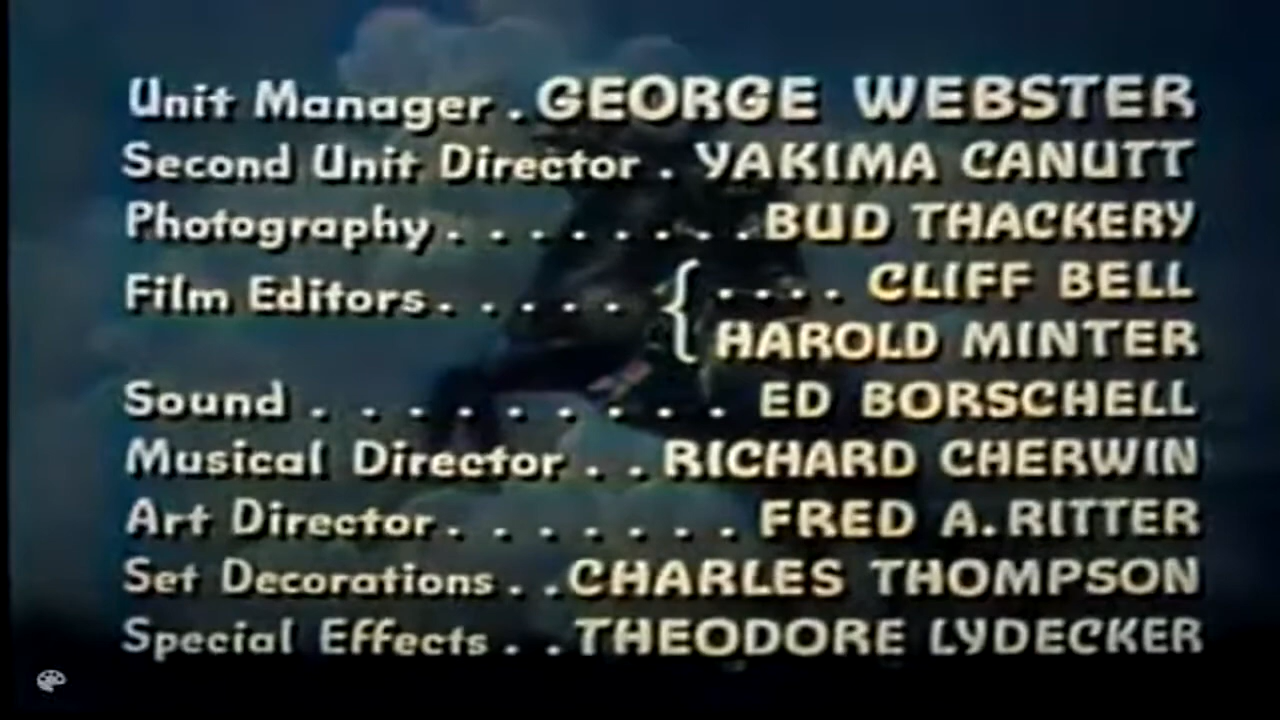 Unit Manager . GEORGE WEBSTER
Second Unit Director . YAKIMA CANUTT
Photography . . . . . . . . BUD THACKERY
Film Editors . . . . . { . . . . CLIFF BELL
HAROLD MINTER
Sound . . . . . . . . . ED BORSCHELL
Musical Director . . RICHARD CHERWIN
Art Director . . . . . . . FRED A. RITTER
Set Decorations . . CHARLES THOMPSON
Special Effects . . THEODORE LYDECKER